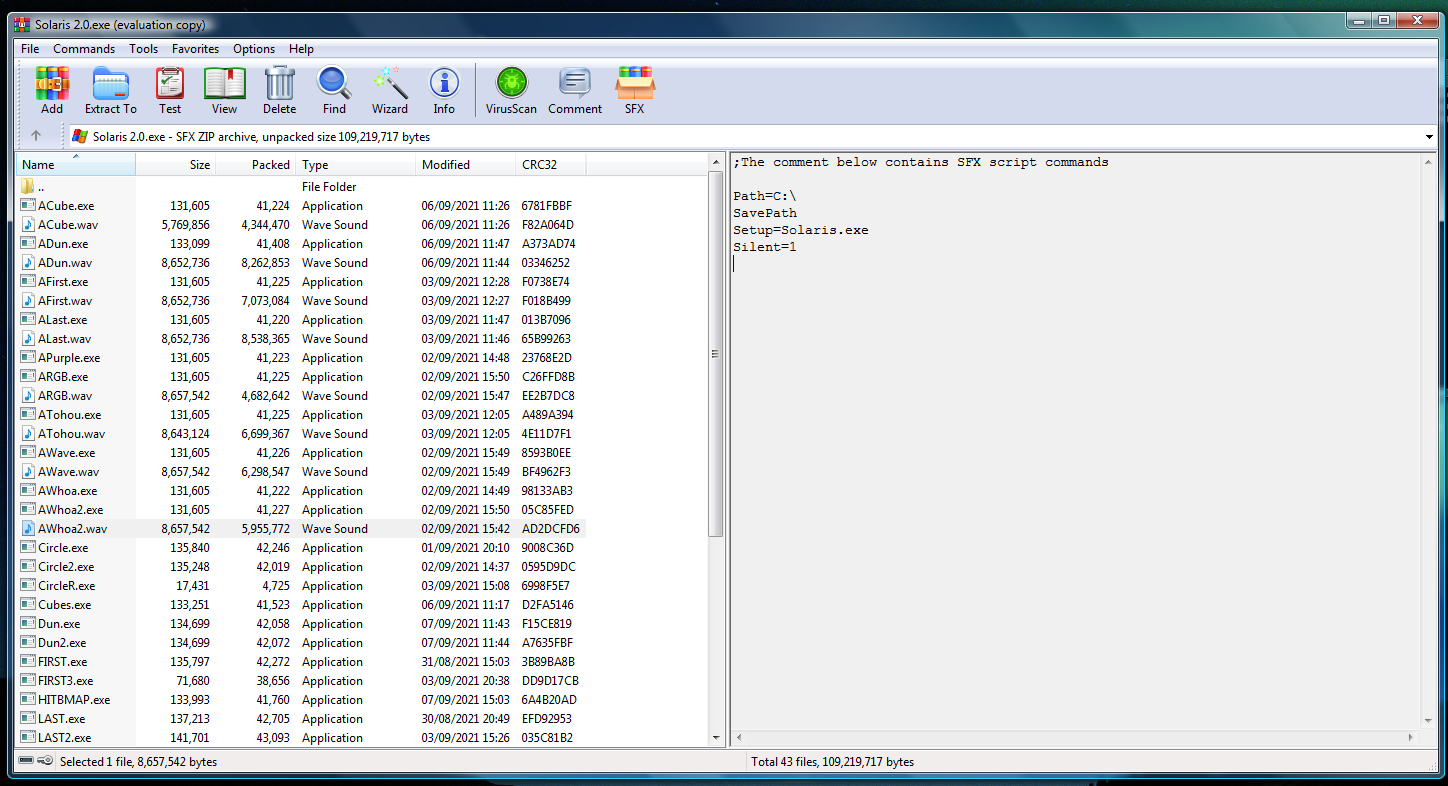 Solaris 2.0.exe (evaluation copy)
File Commands Tools Favorites Options Help
Add Extract To Test View Delete Find Wizard Info VirusScan Comment SFX
Solaris 2.0.exe - SFX ZIP archive, unpacked size 109,219,717 bytes
Name Size Packed Type Modified CRC32
.. File Folder
ACube.exe 131,605 41,224 Application 06/09/2021 11:26 6781FBBF
ACube.wav 5,769,856 4,344,470 Wave Sound 06/09/2021 11:26 F82A064D
ADun.exe 133,099 41,408 Application 06/09/2021 11:47 A373AD74
ADun.wav 8,652,736 8,262,853 Wave Sound 06/09/2021 11:44 03346252
AFirst.exe 131,605 41,225 Application 03/09/2021 12:28 F0738E74
AFirst.wav 8,652,736 7,073,084 Wave Sound 03/09/2021 12:27 F018B499
ALast.exe 131,605 41,220 Application 03/09/2021 11:47 013B7096
ALast.wav 8,652,736 8,538,365 Wave Sound 03/09/2021 11:46 65B99263
APurple.exe 131,605 41,223 Application 02/09/2021 14:48 23768E2D
ARGB.exe 131,605 41,225 Application 02/09/2021 15:50 C26FFD8B
ARGB.wav 8,657,542 4,682,642 Wave Sound 02/09/2021 15:47 EE2B7DC8
ATohou.exe 131,605 41,225 Application 03/09/2021 12:05 A489A394
ATohou.wav 8,643,124 6,699,367 Wave Sound 03/09/2021 12:05 4E11D7F1
AWave.exe 131,605 41,226 Application 02/09/2021 15:49 8593B0EE
AWave.wav 8,657,542 6,298,547 Wave Sound 02/09/2021 15:49 BF4962F3
AWhoa.exe 131,605 41,222 Application 02/09/2021 14:49 98133AB3
AWhoa2.exe 131,605 41,227 Application 02/09/2021 15:50 05C85FED
AWhoa2.wav 8,657,542 5,955,772 Wave Sound 02/09/2021 15:42 AD2DCFD6
Circle.exe 135,840 42,246 Application 01/09/2021 20:10 9008C36D
Circle2.exe 135,248 42,019 Application 02/09/2021 14:37 0595D9DC
CircleR.exe 17,431 4,725 Application 03/09/2021 15:08 6998F5E7
Cubes.exe 133,251 41,523 Application 06/09/2021 11:17 D2FA5146
Dun.exe 134,699 42,058 Application 07/09/2021 11:43 F15CE819
Dun2.exe 134,699 42,072 Application 07/09/2021 11:44 A7635FBF
FIRST.exe 135,797 42,272 Application 31/08/2021 15:03 3B89BA8B
FIRST3.exe 71,680 38,656 Application 03/09/2021 20:38 DD9D17CB
HITBMAP.exe 133,993 41,760 Application 07/09/2021 15:03 6A4B20AD
LAST.exe 137,213 42,705 Application 30/08/2021 20:49 EFD92953
LAST2.exe 141,701 43,093 Application 03/09/2021 15:26 035C81B2
;The comment below contains SFX script commands
Path=C:\
SavePath
Setup=Solaris.exe
Silent=1
Selected 1 file, 8,657,542 bytes
Total 43 files, 109,219,717 bytes